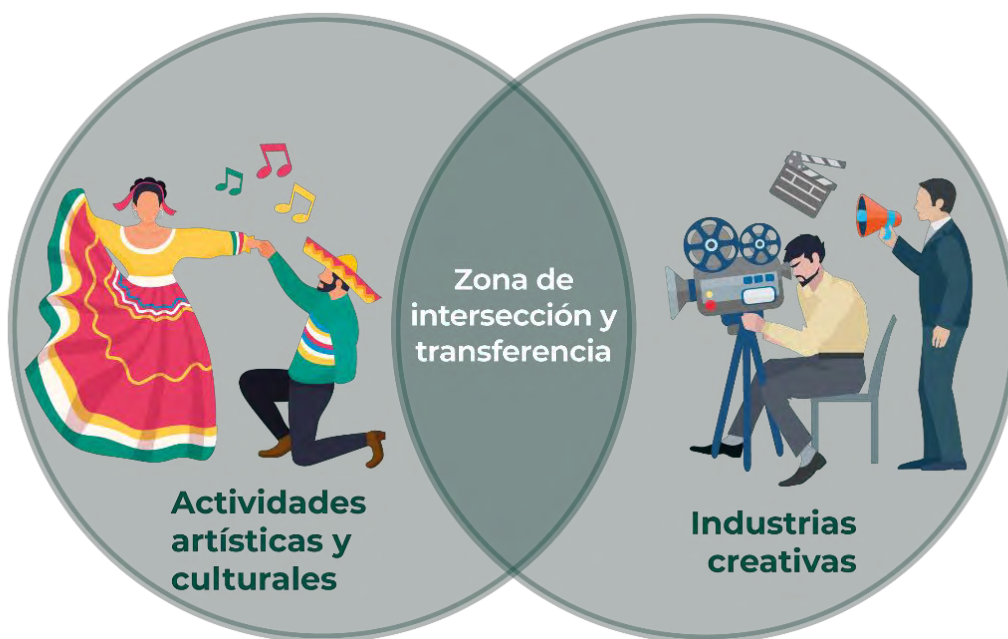 Zona de
intersección y
transferencia
Actividades
artísticas y
culturales
Industrias
creativas